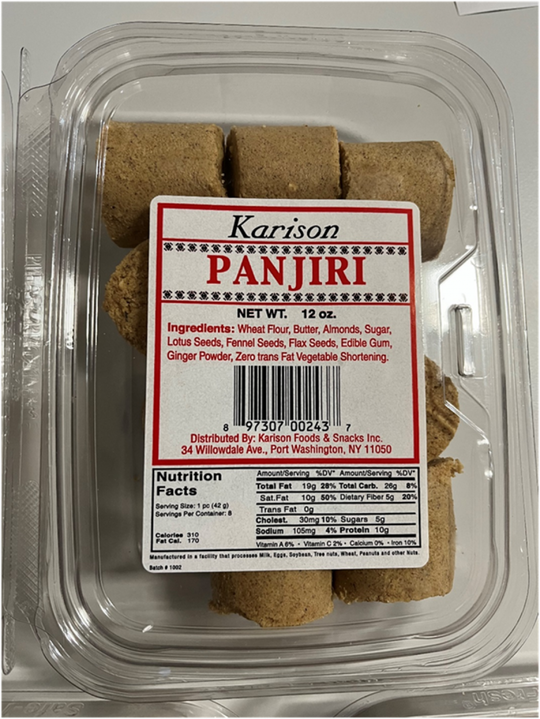 Karison
PANJIRI
NET WT. 12 oz.
Ingredients: Wheat Flour, Butter, Almonds, Sugar,
Lotus Seeds, Fennel Seeds, Flax Seeds, Edible Gum,
Ginger Powder, Zero trans Fat Vegetable Shortening.
8 97307 00243 7
Distributed By: Karison Foods & Snacks Inc.
34 Willowdale Ave., Port Washington, NY 11050
Nutrition
Facts
Serving Size: 1 pc (42 g)
Servings Per Container: 8
Calories 310
Fat Cal. 170
Amount/Serving %DV* Amount/Serving %DV*
Total Fat 19g 28% Total Carb. 26g 8%
Sat.Fat 10g 50% Dietary Fiber 5g 20%
Trans Fat 0g
Cholest. 30mg 10% Sugars 5g
Sodium 105mg 4% Protein 10g
Vitamin A 6% • Vitamin C 2% • Calcium 0% • Iron 10%
Manufactured in a facility that processes Milk, Eggs, Soybean, Tree nuts, Wheat, Peanuts and other Nuts.
Batch # 1002